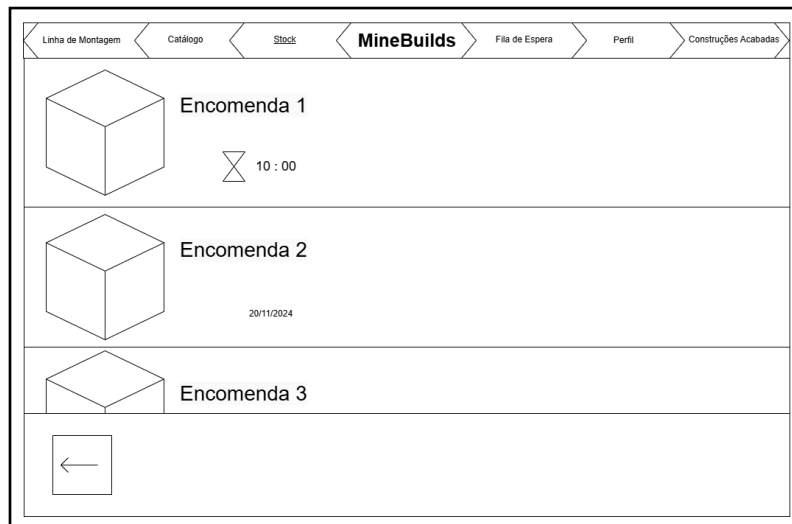 Linha de Montagem Catálogo Stock MineBuilds Fila de Espera Perfil Construções Acabadas
Encomenda 1
10 : 00
Encomenda 2
20/11/2024
Encomenda 3